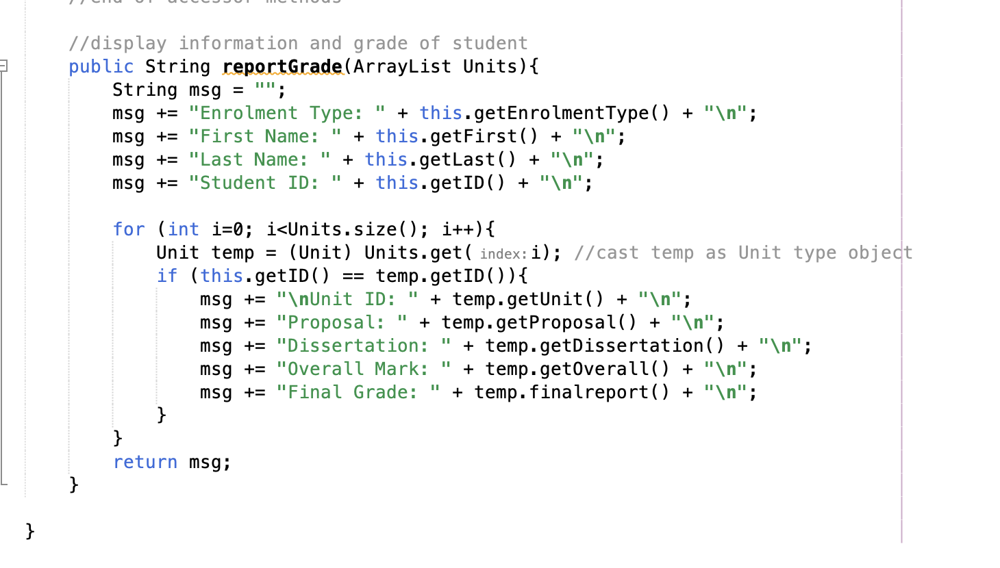 //end of accessor methods
//display information and grade of student
public String reportGrade(ArrayList Units){
String msg = "";
msg += "Enrolment Type: " + this.getEnrolmentType() + "\n";
msg += "First Name: " + this.getFirst() + "\n";
msg += "Last Name: " + this.getLast() + "\n";
msg += "Student ID: " + this.getID() + "\n";
for (int i=0; i<Units.size(); i++){
Unit temp = (Unit) Units.get( index: i); //cast temp as Unit type object
if (this.getID() == temp.getID()){
msg += "\nUnit ID: " + temp.getUnit() + "\n";
msg += "Proposal: " + temp.getProposal() + "\n";
msg += "Dissertation: " + temp.getDissertation() + "\n";
msg += "Overall Mark: " + temp.getOverall() + "\n";
msg += "Final Grade: " + temp.finalreport() + "\n";
}
}
return msg;
}
}